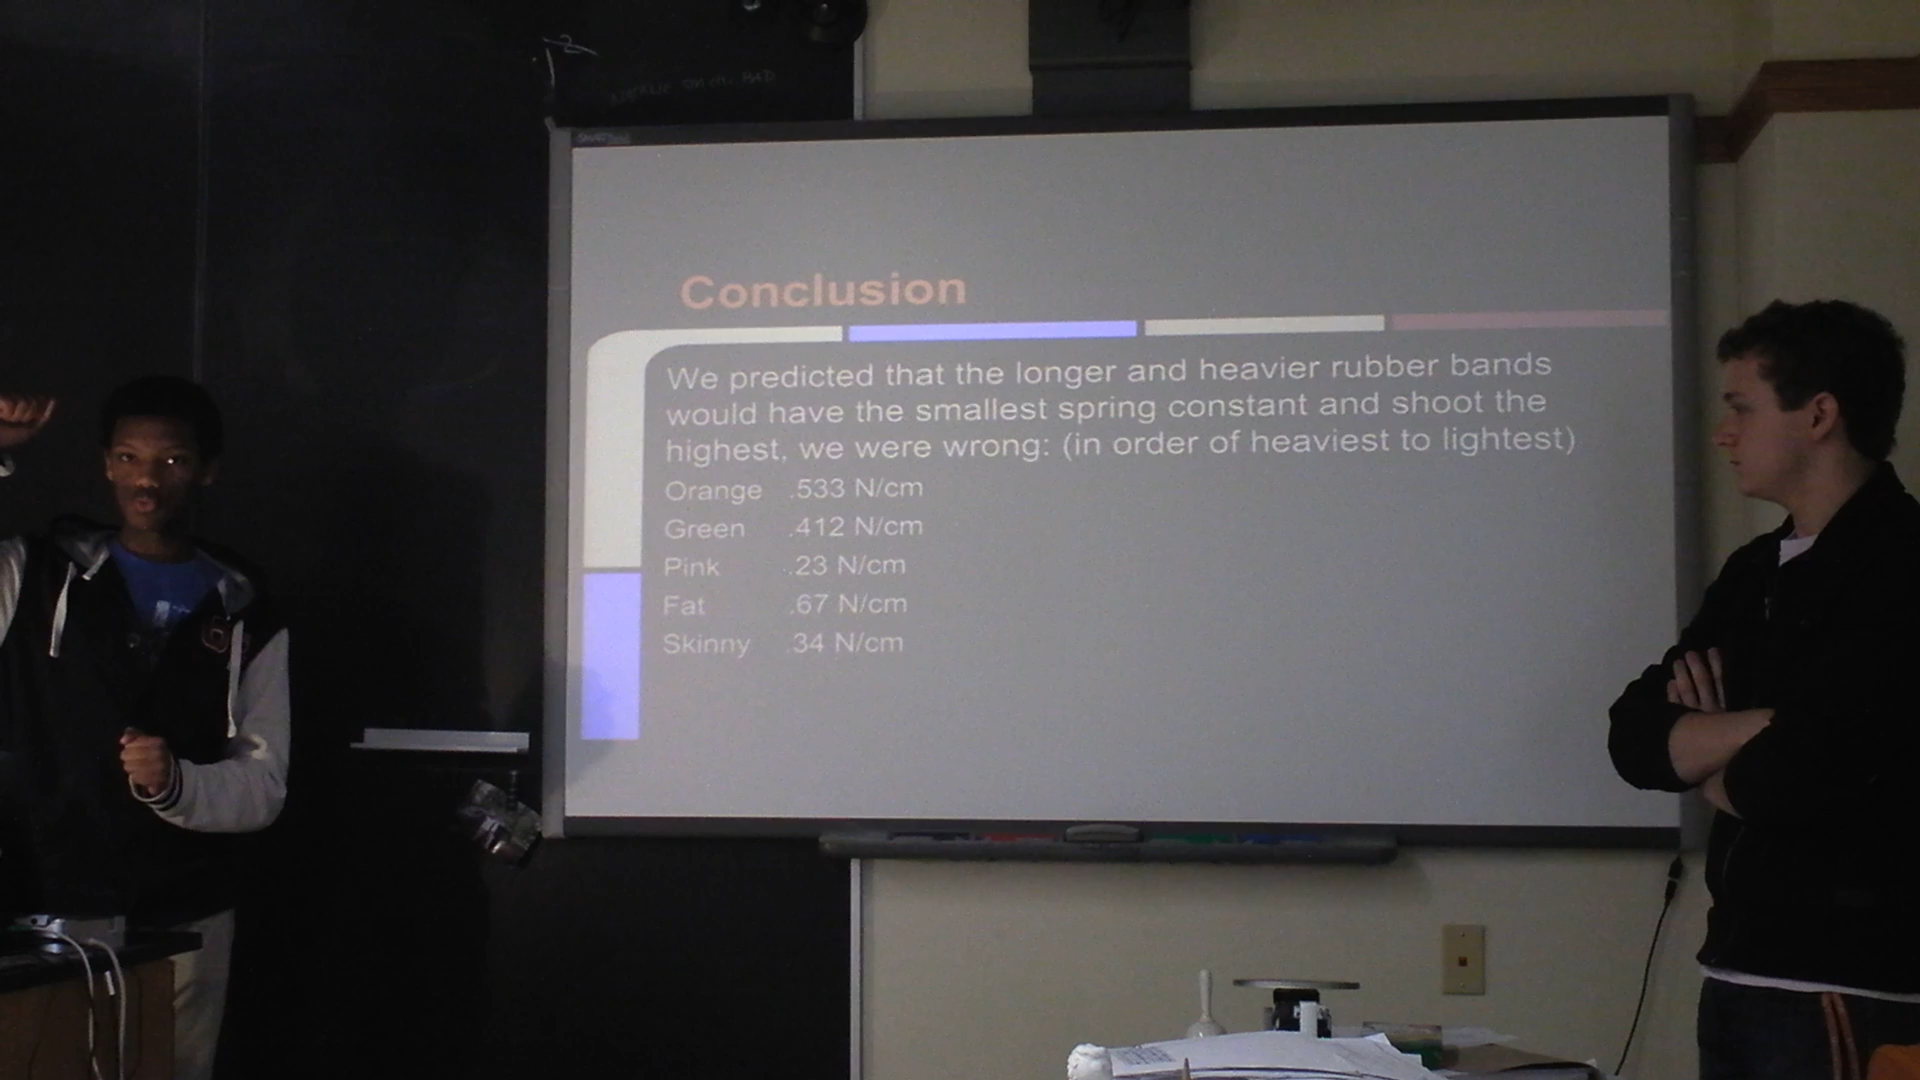 Conclusion
We predicted that the longer and heavier rubber bands
would have the smallest spring constant and shoot the
highest, we were wrong: (in order of heaviest to lightest)
Orange .533 N/cm
Green .412 N/cm
Pink .23 N/cm
Fat .67 N/cm
Skinny .34 N/cm